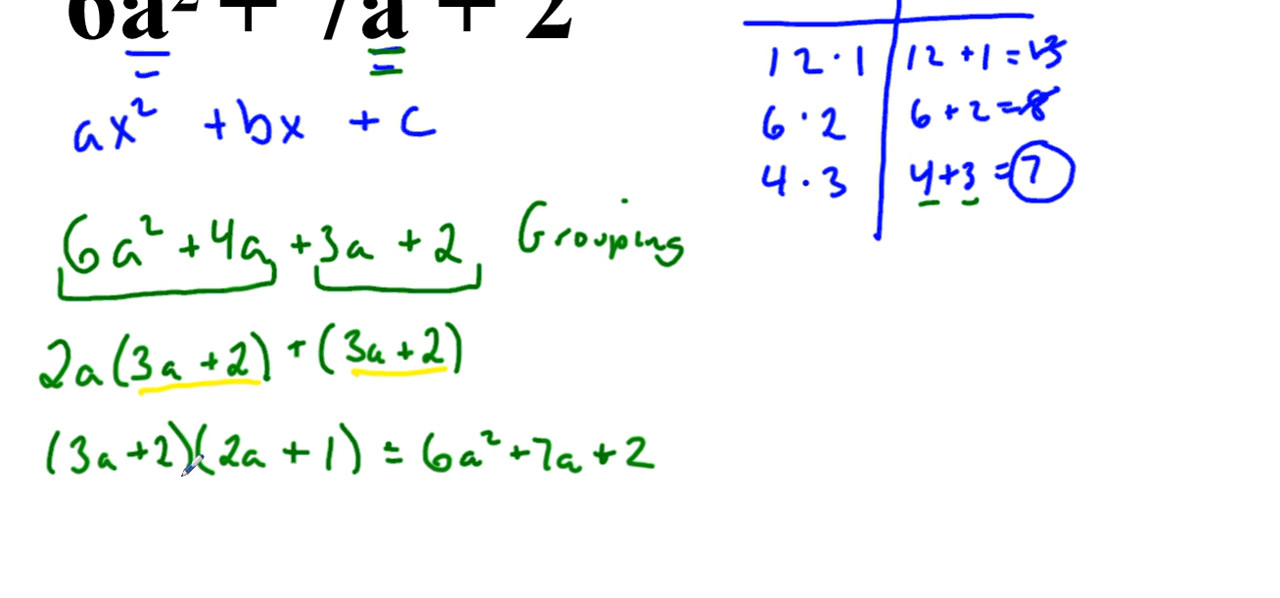 6a² + 7a + 2
ax² + bx + c
12 · 1 12 + 1 = 13
6 · 2 6 + 2 = 8
4 · 3 4 + 3 = 7
6a² + 4a + 3a + 2 Grouping
2a(3a + 2) + (3a + 2)
(3a + 2)(2a + 1) = 6a² + 7a + 2